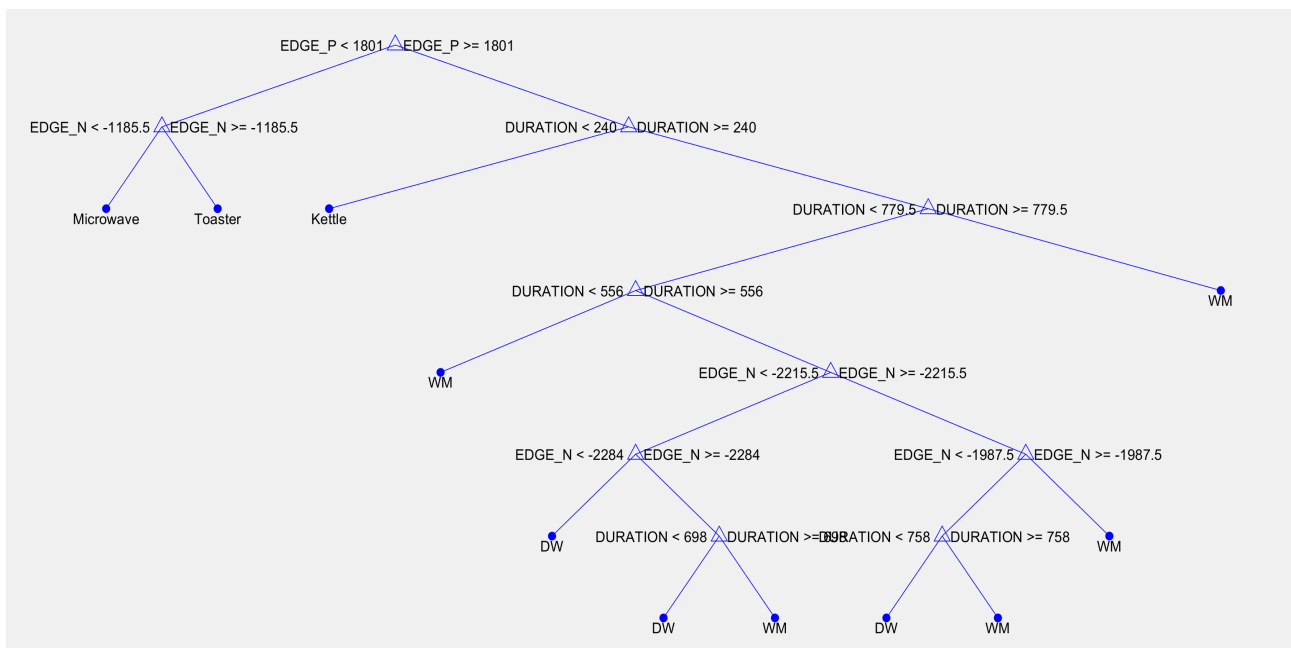 EDGE_P < 1801 EDGE_P >= 1801
EDGE_N < -1185.5 EDGE_N >= -1185.5 DURATION < 240 DURATION >= 240
Microwave Toaster Kettle DURATION < 779.5 DURATION >= 779.5
DURATION < 556 DURATION >= 556 WM
WM EDGE_N < -2215.5 EDGE_N >= -2215.5
EDGE_N < -2284 EDGE_N >= -2284 EDGE_N < -1987.5 EDGE_N >= -1987.5
DW DURATION < 698 DURATION >= 698 DURATION < 758 DURATION >= 758 WM
DW WM DW WM